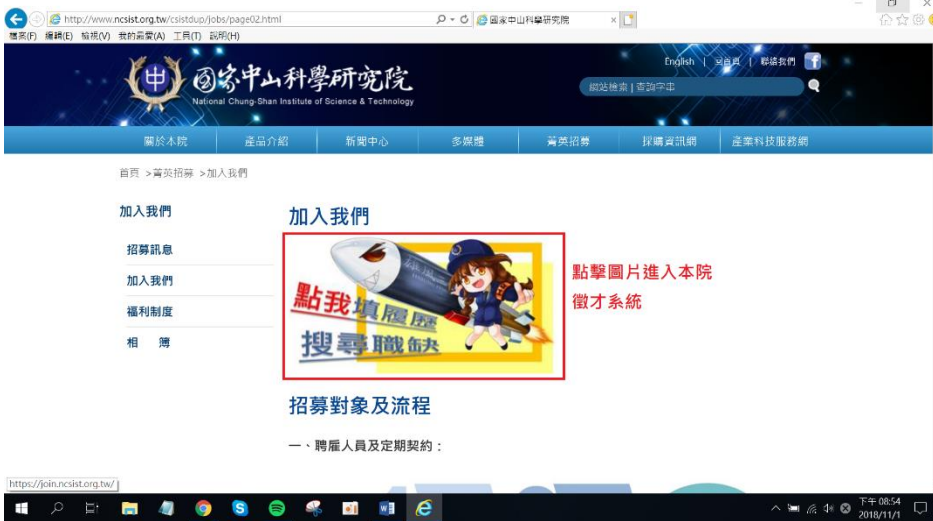 http://www.ncsist.org.tw/csistdup/jobs/page02.html
國家中山科學研究院
檔案(F) 編輯(E) 檢視(V) 我的最愛(A) 工具(T) 說明(H)
English | 回首頁 | 聯絡我們
國家中山科學研究院
National Chung-Shan Institute of Science & Technology
網站檢索 | 查詢字串
關於本院 產品介紹 新聞中心 多媒體 菁英招募 採購資訊網 產業科技服務網
首頁 >菁英招募 >加入我們
加入我們
招募訊息
加入我們
福利制度
相 簿
加入我們
點我填履歷
搜尋職缺
點擊圖片進入本院
徵才系統
招募對象及流程
一、聘雇人員及定期契約：
https://join.ncsist.org.tw/
下午 08:54
2018/11/1